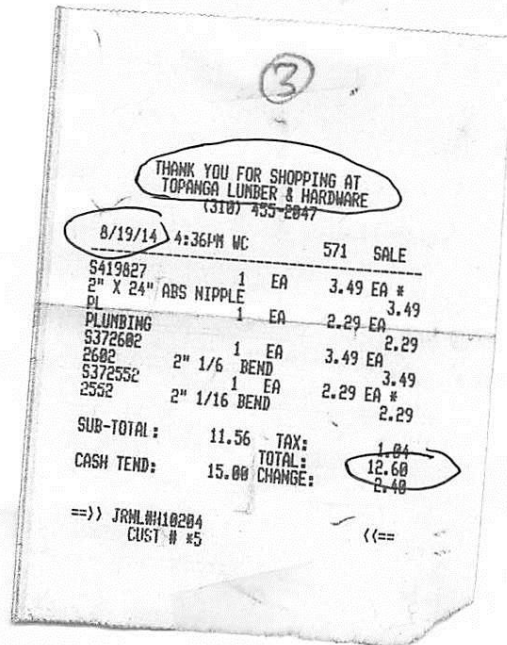 3
THANK YOU FOR SHOPPING AT
TOPANGA LUMBER & HARDWARE
(310) 455-2047
8/19/14 4:36PM WC 571 SALE
S419827 1 EA 3.49 EA *
2" X 24" ABS NIPPLE 3.49
PL 1 EA 2.29 EA
PLUMBING 2.29
S372602 1 EA 3.49 EA
2602 2" 1/6 BEND 3.49
S372552 1 EA 2.29 EA *
2552 2" 1/16 BEND 2.29
SUB-TOTAL: 11.56 TAX: 1.04
TOTAL: 12.60
CASH TEND: 15.00 CHANGE: 2.40
==>> JRNL#H10204 <<==
CUST # *5